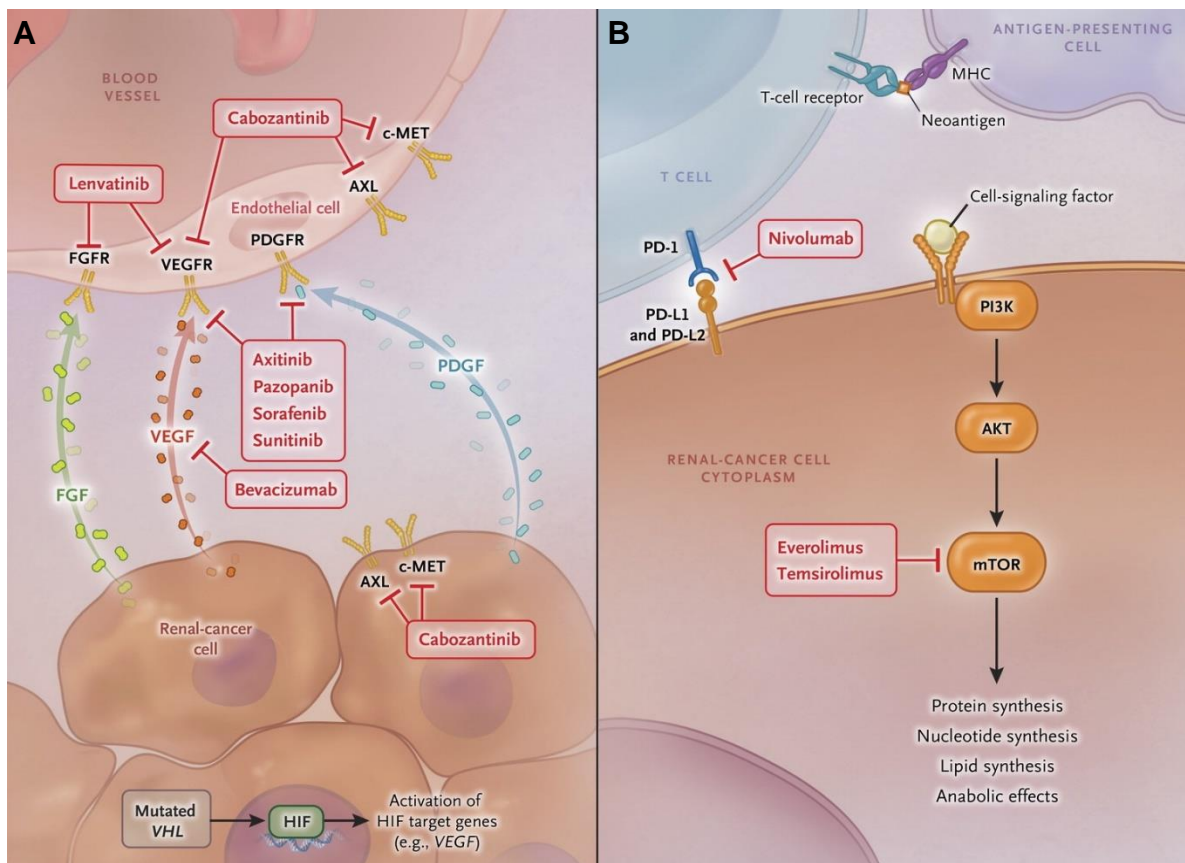 A
BLOOD
VESSEL
Cabozantinib
c-MET
Lenvatinib
AXL
Endothelial cell
PDGFR
FGFR
VEGFR
Axitinib
Pazopanib
Sorafenib
Sunitinib
PDGF
VEGF
Bevacizumab
FGF
AXL
c-MET
Renal-cancer
cell
Cabozantinib
Mutated
VHL
HIF
Activation of
HIF target genes
(e.g., VEGF)
B
ANTIGEN-PRESENTING
CELL
MHC
T-cell receptor
Neoantigen
T CELL
Cell-signaling factor
PD-1
Nivolumab
PD-L1
and PD-L2
PI3K
AKT
RENAL-CANCER CELL
CYTOPLASM
Everolimus
Temsirolimus
mTOR
Protein synthesis
Nucleotide synthesis
Lipid synthesis
Anabolic effects